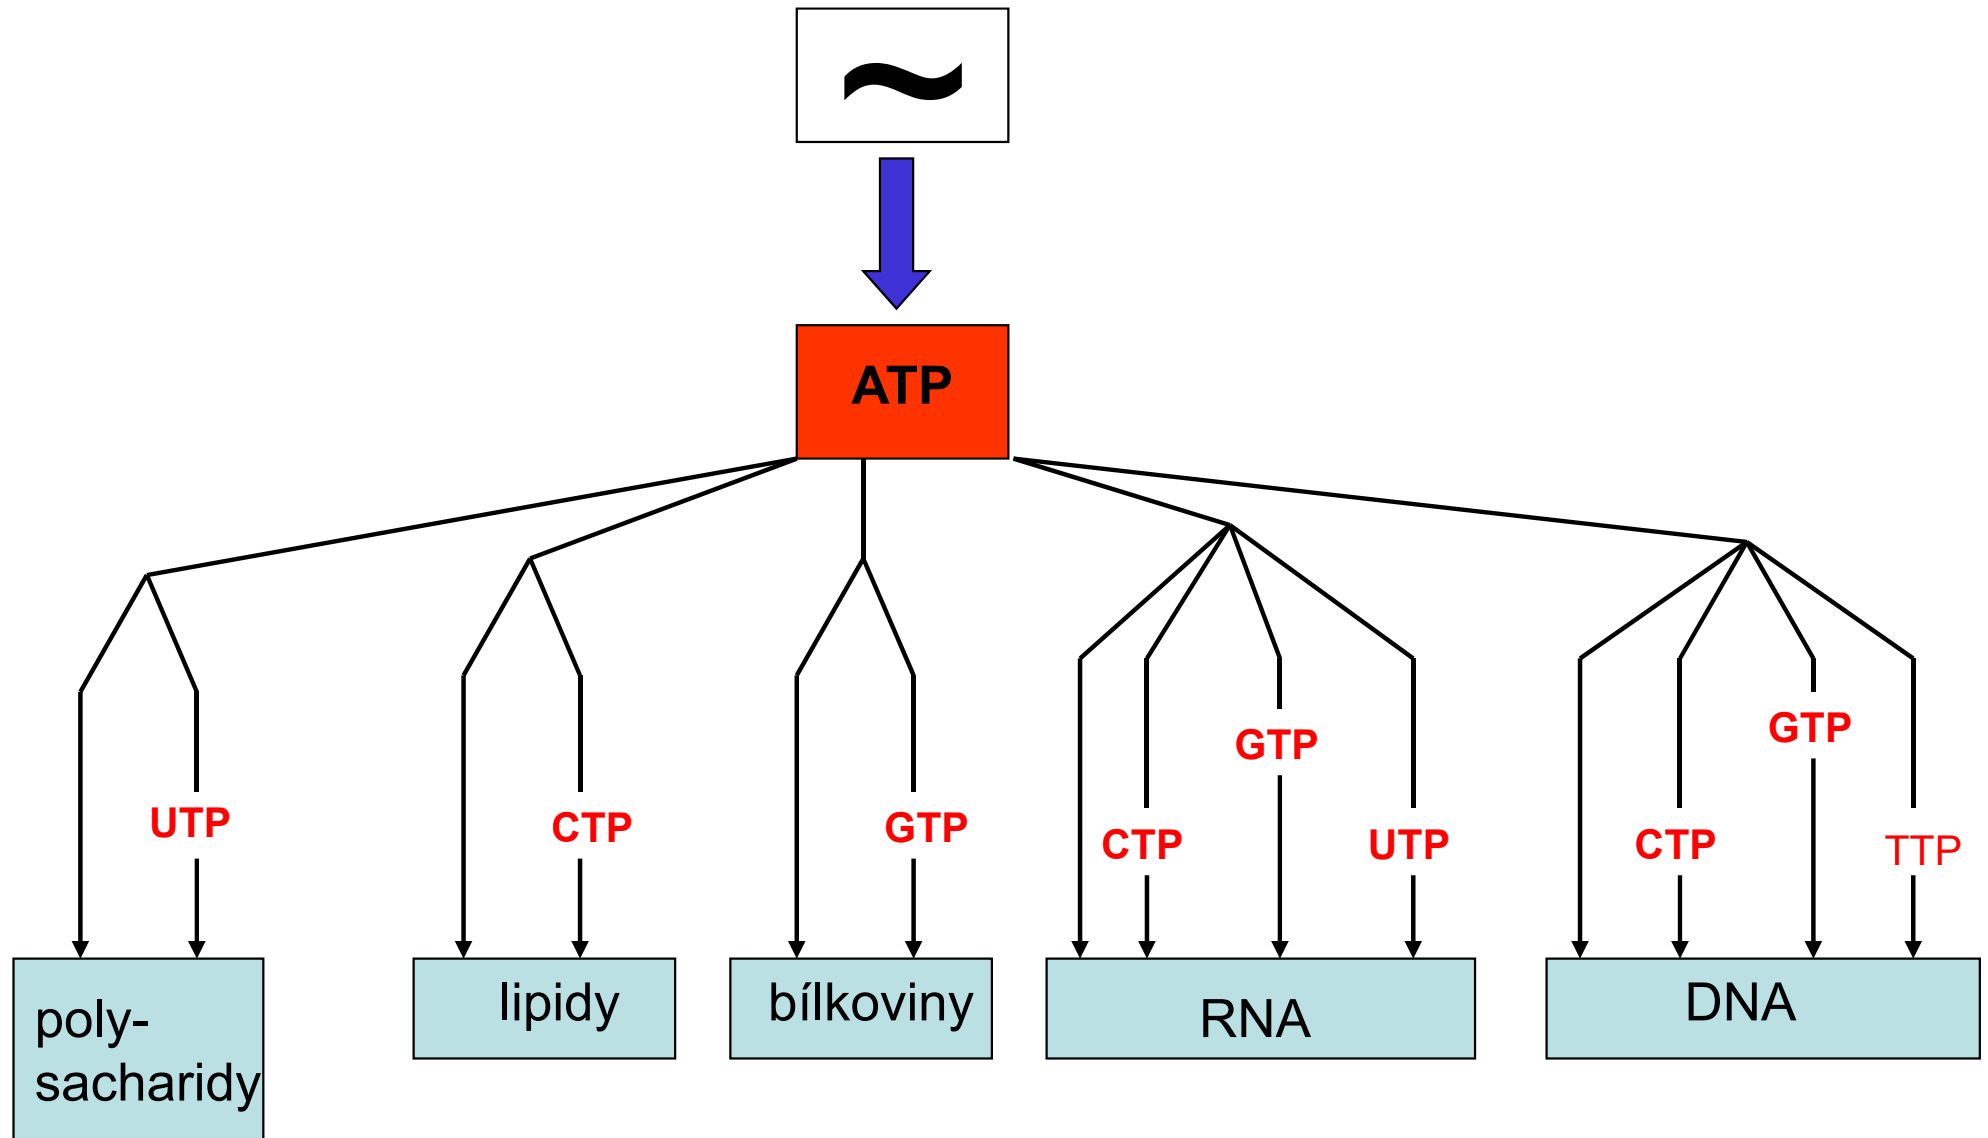 ~
ATP
UTP
CTP
GTP
CTP
GTP
UTP
CTP
GTP
TTP
poly-
sacharidy
lipidy
bílkoviny
RNA
DNA